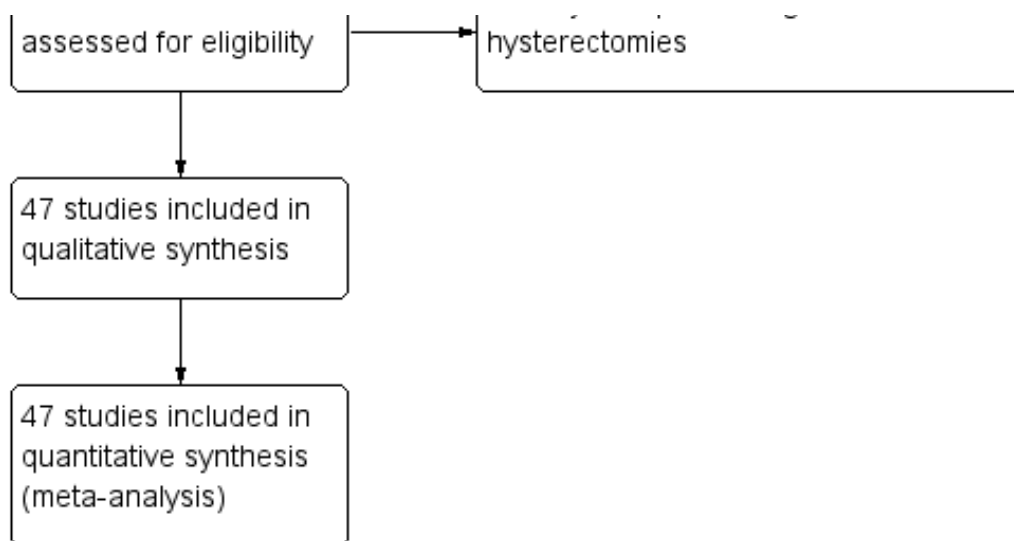 assessed for eligibility
hysterectomies
47 studies included in
qualitative synthesis
47 studies included in
quantitative synthesis
(meta-analysis)